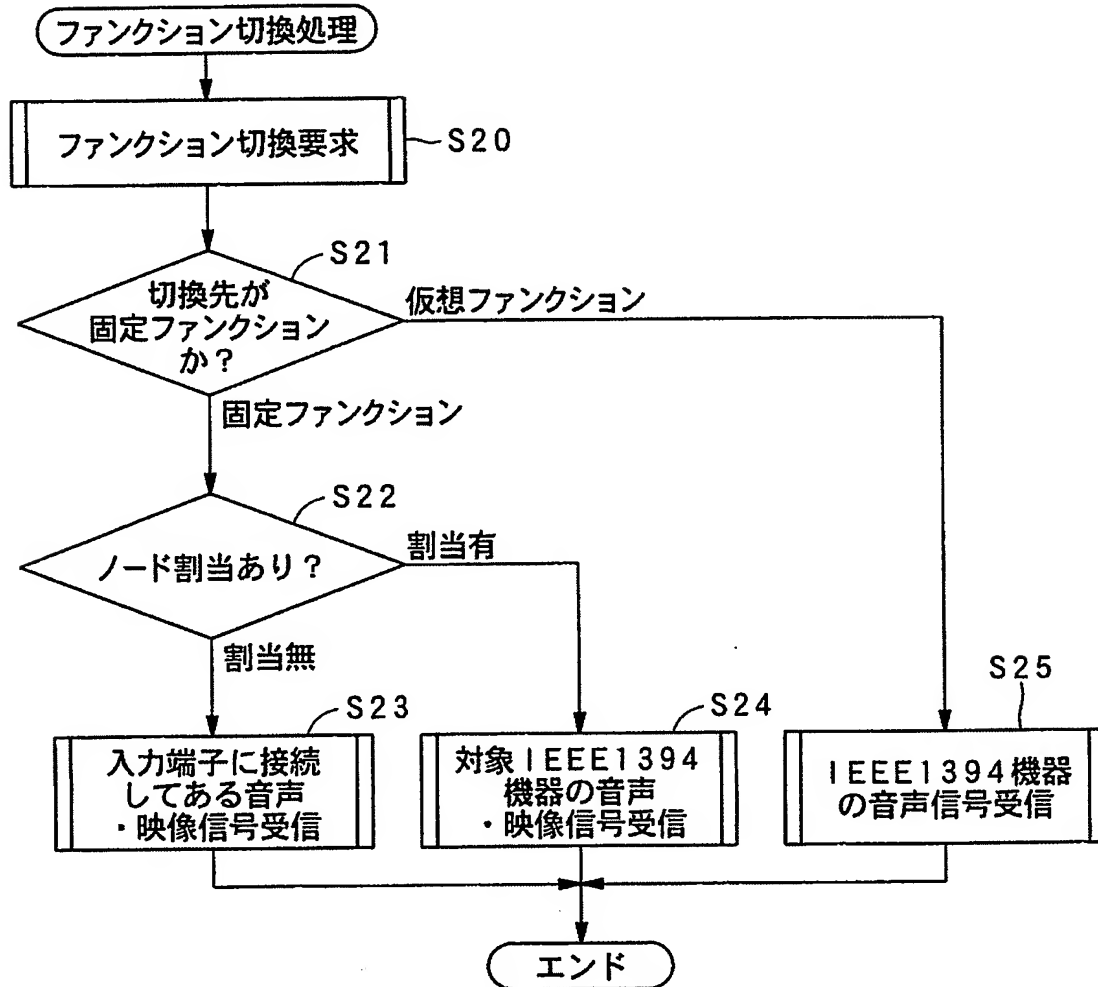 ファンクション切換処理
ファンクション切換要求
S20
S21
切換先が
固定ファンクション
か？
仮想ファンクション
固定ファンクション
S22
ノード割当あり？
割当有
割当無
S23
入力端子に接続
してある音声
・映像信号受信
S24
対象IEEE1394
機器の音声
・映像信号受信
S25
IEEE1394機器
の音声信号受信
エンド